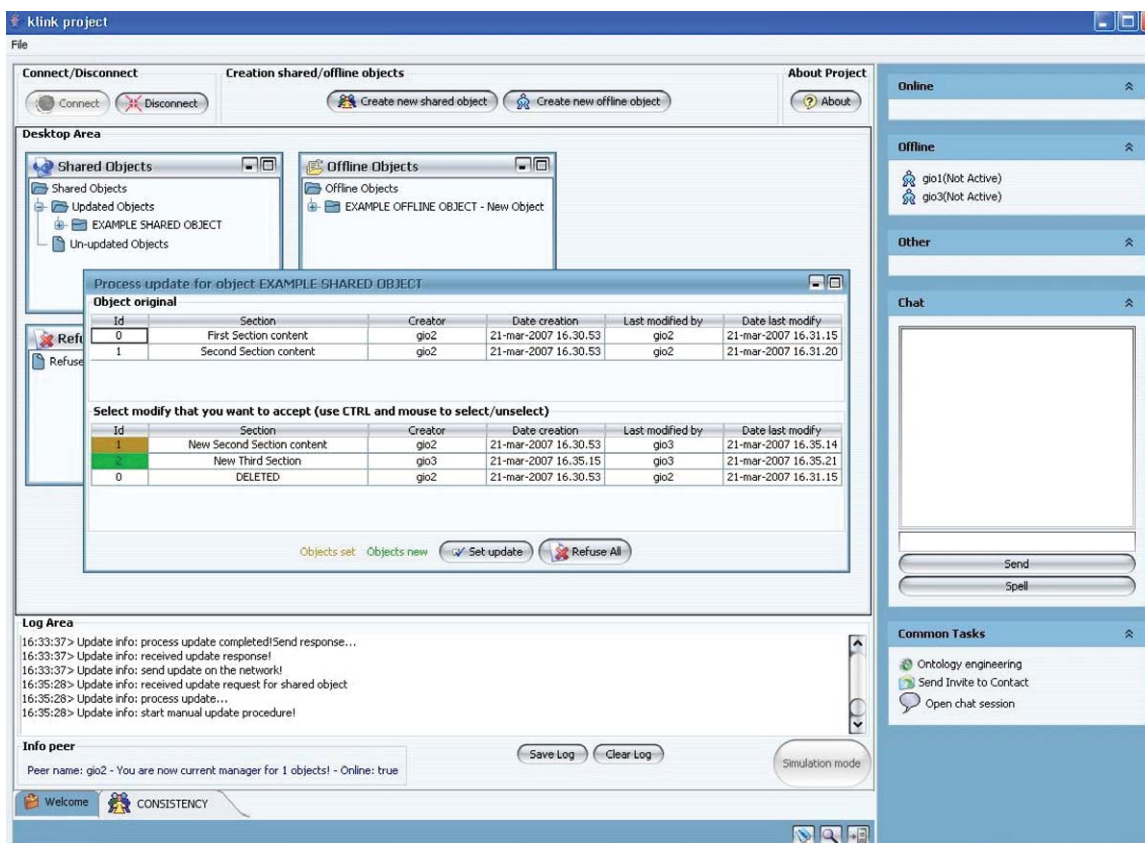 klink project
File
Connect/Disconnect
Connect
Disconnect
Creation shared/offline objects
Create new shared object
Create new offline object
About Project
About
Desktop Area
Shared Objects
Shared Objects
Updated Objects
EXAMPLE SHARED OBJECT
Un-updated Objects
Offline Objects
Offline Objects
EXAMPLE OFFLINE OBJECT - New Object
Refu
Refuse
Process update for object EXAMPLE SHARED OBJECT
Object original
Id Section Creator Date creation Last modified by Date last modify
0 First Section content gio2 21-mar-2007 16.30.53 gio2 21-mar-2007 16.31.15
1 Second Section content gio2 21-mar-2007 16.30.53 gio2 21-mar-2007 16.31.20
Select modify that you want to accept (use CTRL and mouse to select/unselect)
Id Section Creator Date creation Last modified by Date last modify
1 New Second Section content gio2 21-mar-2007 16.30.53 gio3 21-mar-2007 16.35.14
2 New Third Section gio3 21-mar-2007 16.35.15 gio3 21-mar-2007 16.35.21
0 DELETED gio2 21-mar-2007 16.30.53 gio2 21-mar-2007 16.31.15
Objects set Objects new Set update Refuse All
Log Area
16:33:37> Update info: process update completed!Send response...
16:33:37> Update info: received update response!
16:33:37> Update info: send update on the network!
16:35:28> Update info: received update request for shared object
16:35:28> Update info: process update...
16:35:28> Update info: start manual update procedure!
Info peer
Peer name: gio2 - You are now current manager for 1 objects! - Online: true
Save Log
Clear Log
Simulation mode
Welcome
CONSISTENCY
Online
Offline
gio1(Not Active)
gio3(Not Active)
Other
Chat
Send
Spell
Common Tasks
Ontology engineering
Send Invite to Contact
Open chat session